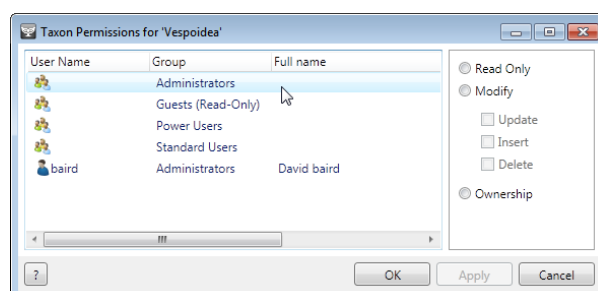 Taxon Permissions for 'Vespoidea'
User Name Group Full name
Administrators
Guests (Read-Only)
Power Users
Standard Users
baird Administrators David baird
Read Only
Modify
Update
Insert
Delete
Ownership
? OK Apply Cancel